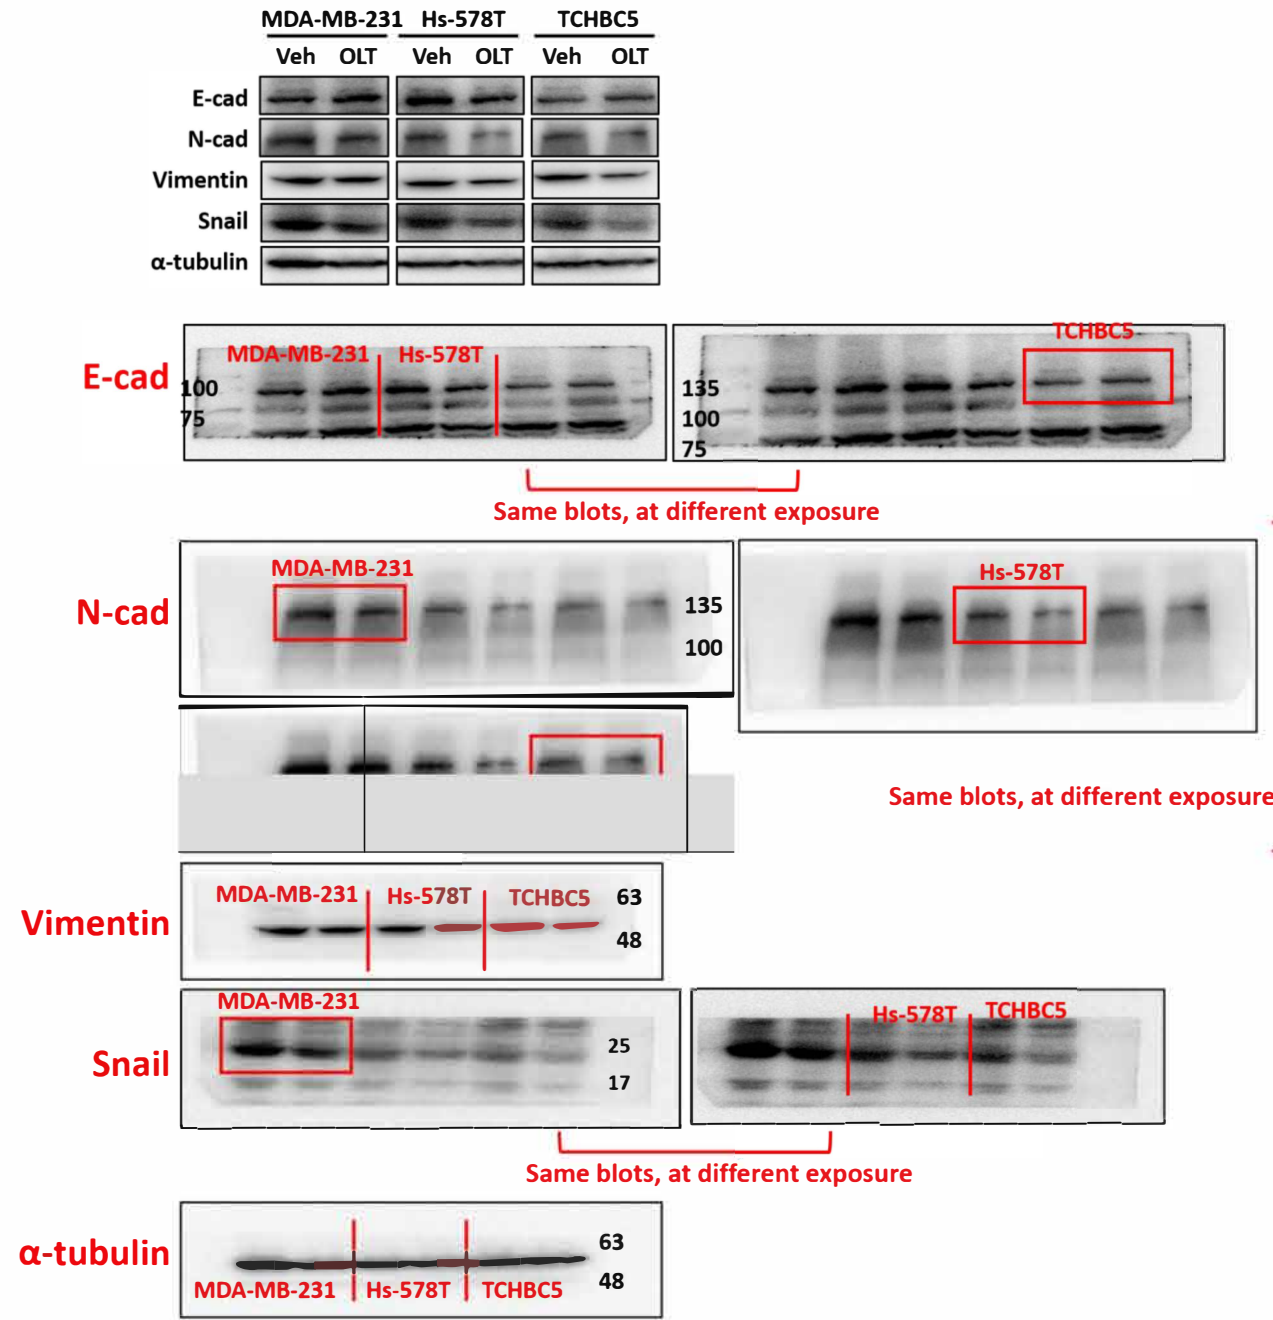 MDA-MB-231 Hs-578T TCHBC5
Veh OLT Veh OLT Veh OLT
E-cad
N-cad
Vimentin
Snail
α-tubulin
E-cad
MDA-MB-231 Hs-578T
100
75
TCHBC5
135
100
75
Same blots, at different exposure
N-cad
MDA-MB-231
135
100
Hs-578T
Same blots, at different exposure
Vimentin
MDA-MB-231 Hs-578T TCHBC5
63
48
Snail
MDA-MB-231
25
17
Hs-578T TCHBC5
Same blots, at different exposure
α-tubulin
63
48
MDA-MB-231 Hs-578T TCHBC5